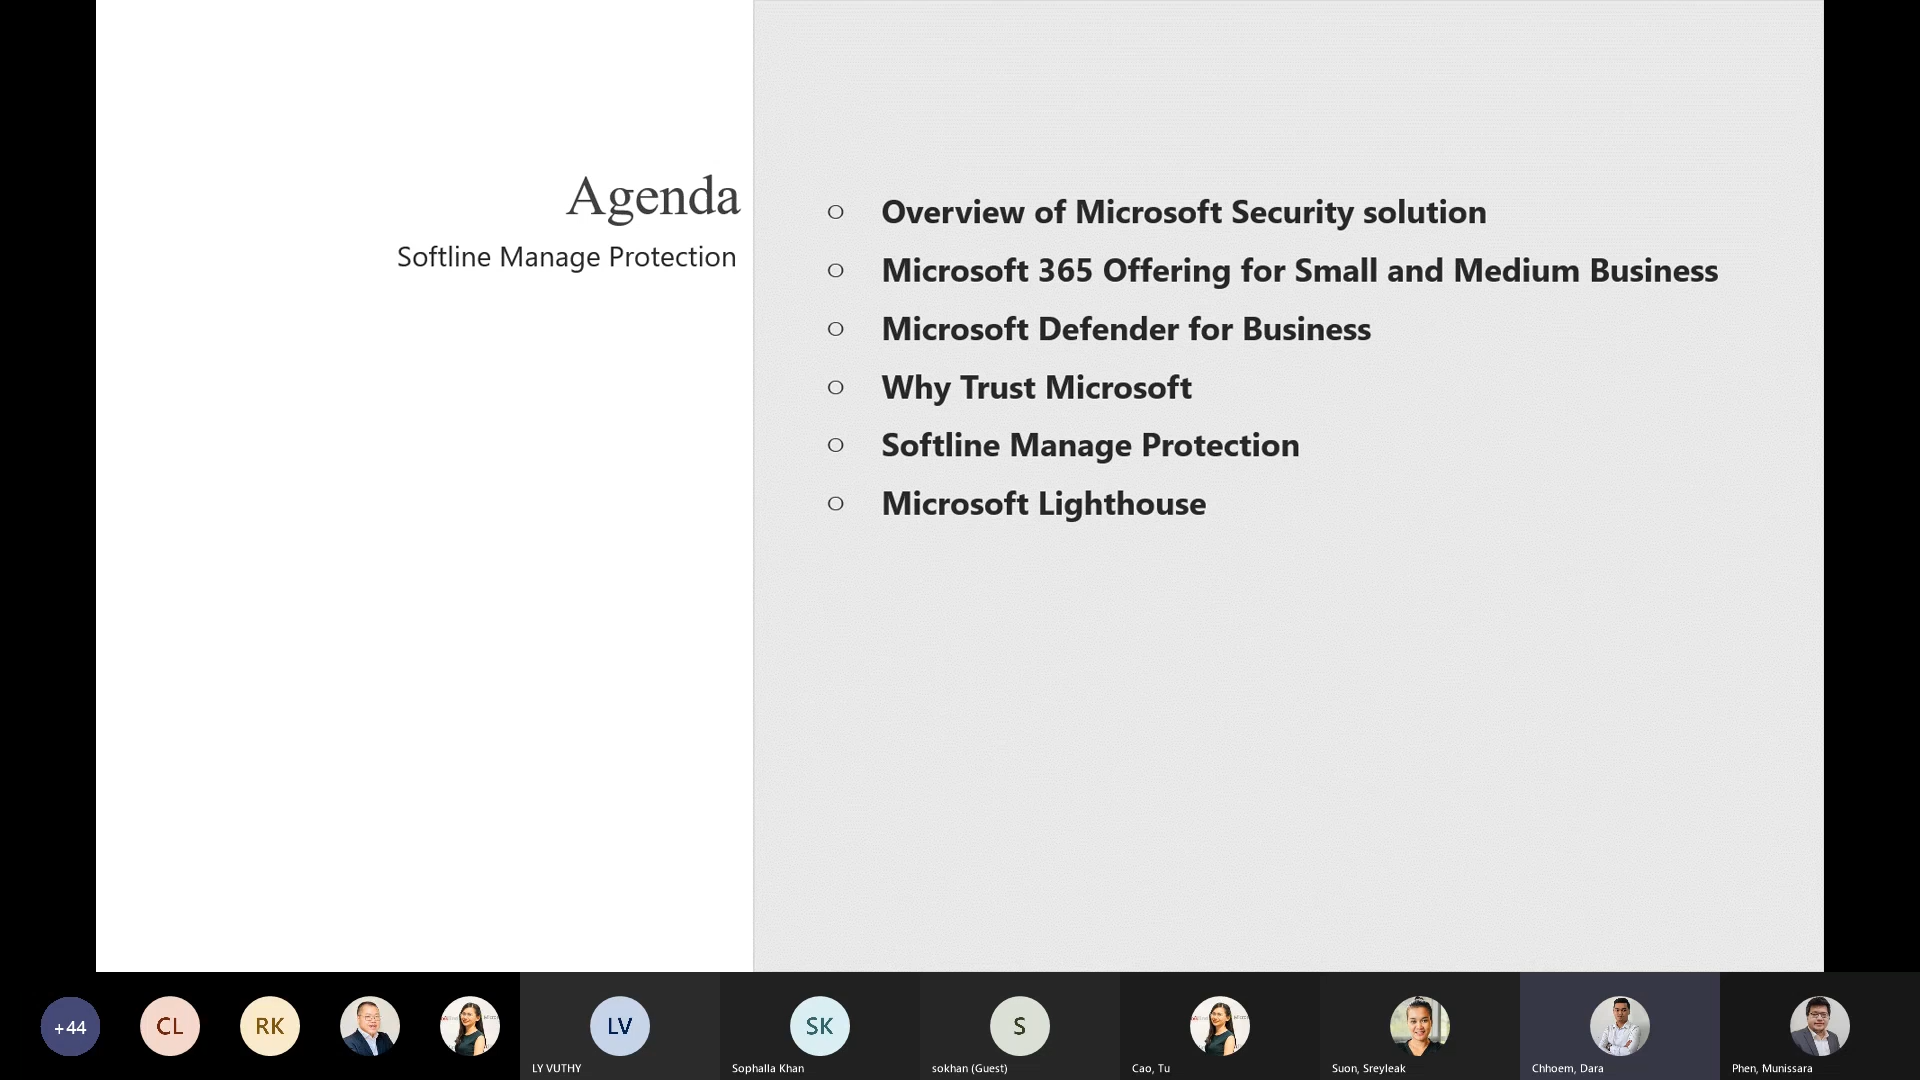 Agenda
Softline Manage Protection
Overview of Microsoft Security solution
Microsoft 365 Offering for Small and Medium Business
Microsoft Defender for Business
Why Trust Microsoft
Softline Manage Protection
Microsoft Lighthouse
+44
CL
RK
LV
SK
S
LY VUTHY
Sophalla Khan
sokhan (Guest)
Cao, Tu
Suon, Sreyleak
Chhoem, Dara
Phen, Munissara